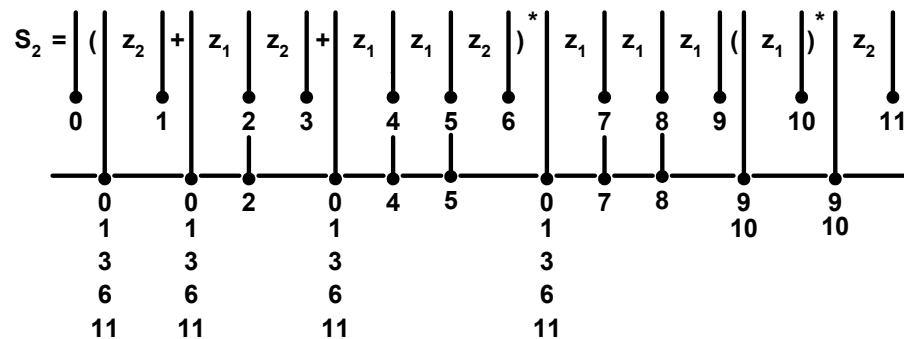 S₂ = | ( | z₂ | + | z₁ | z₂ | + | z₁ | z₁ | z₂ | )* | z₁ | z₁ | z₁ | ( | z₁ | )* | z₂ |
0 1 2 3 4 5 6 7 8 9 10 11
0 0 2 0 4 5 0 7 8 9 9
1 1 1 1 10 10
3 3 3 3
6 6 6 6
11 11 11 11